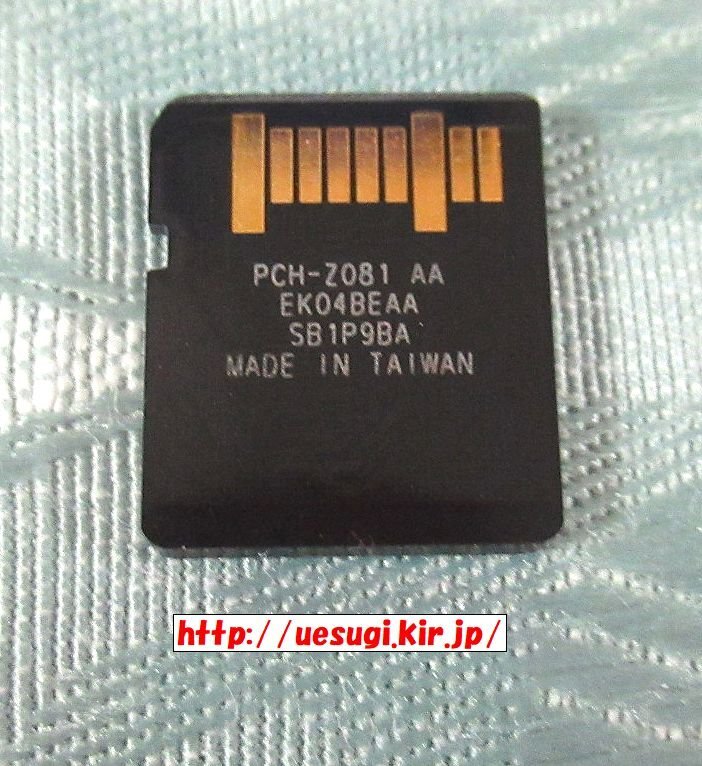 PCH-Z081 AA
EK04BEAA
SB1P9BA
MADE IN TAIWAN
http://uesugi.kir.jp/